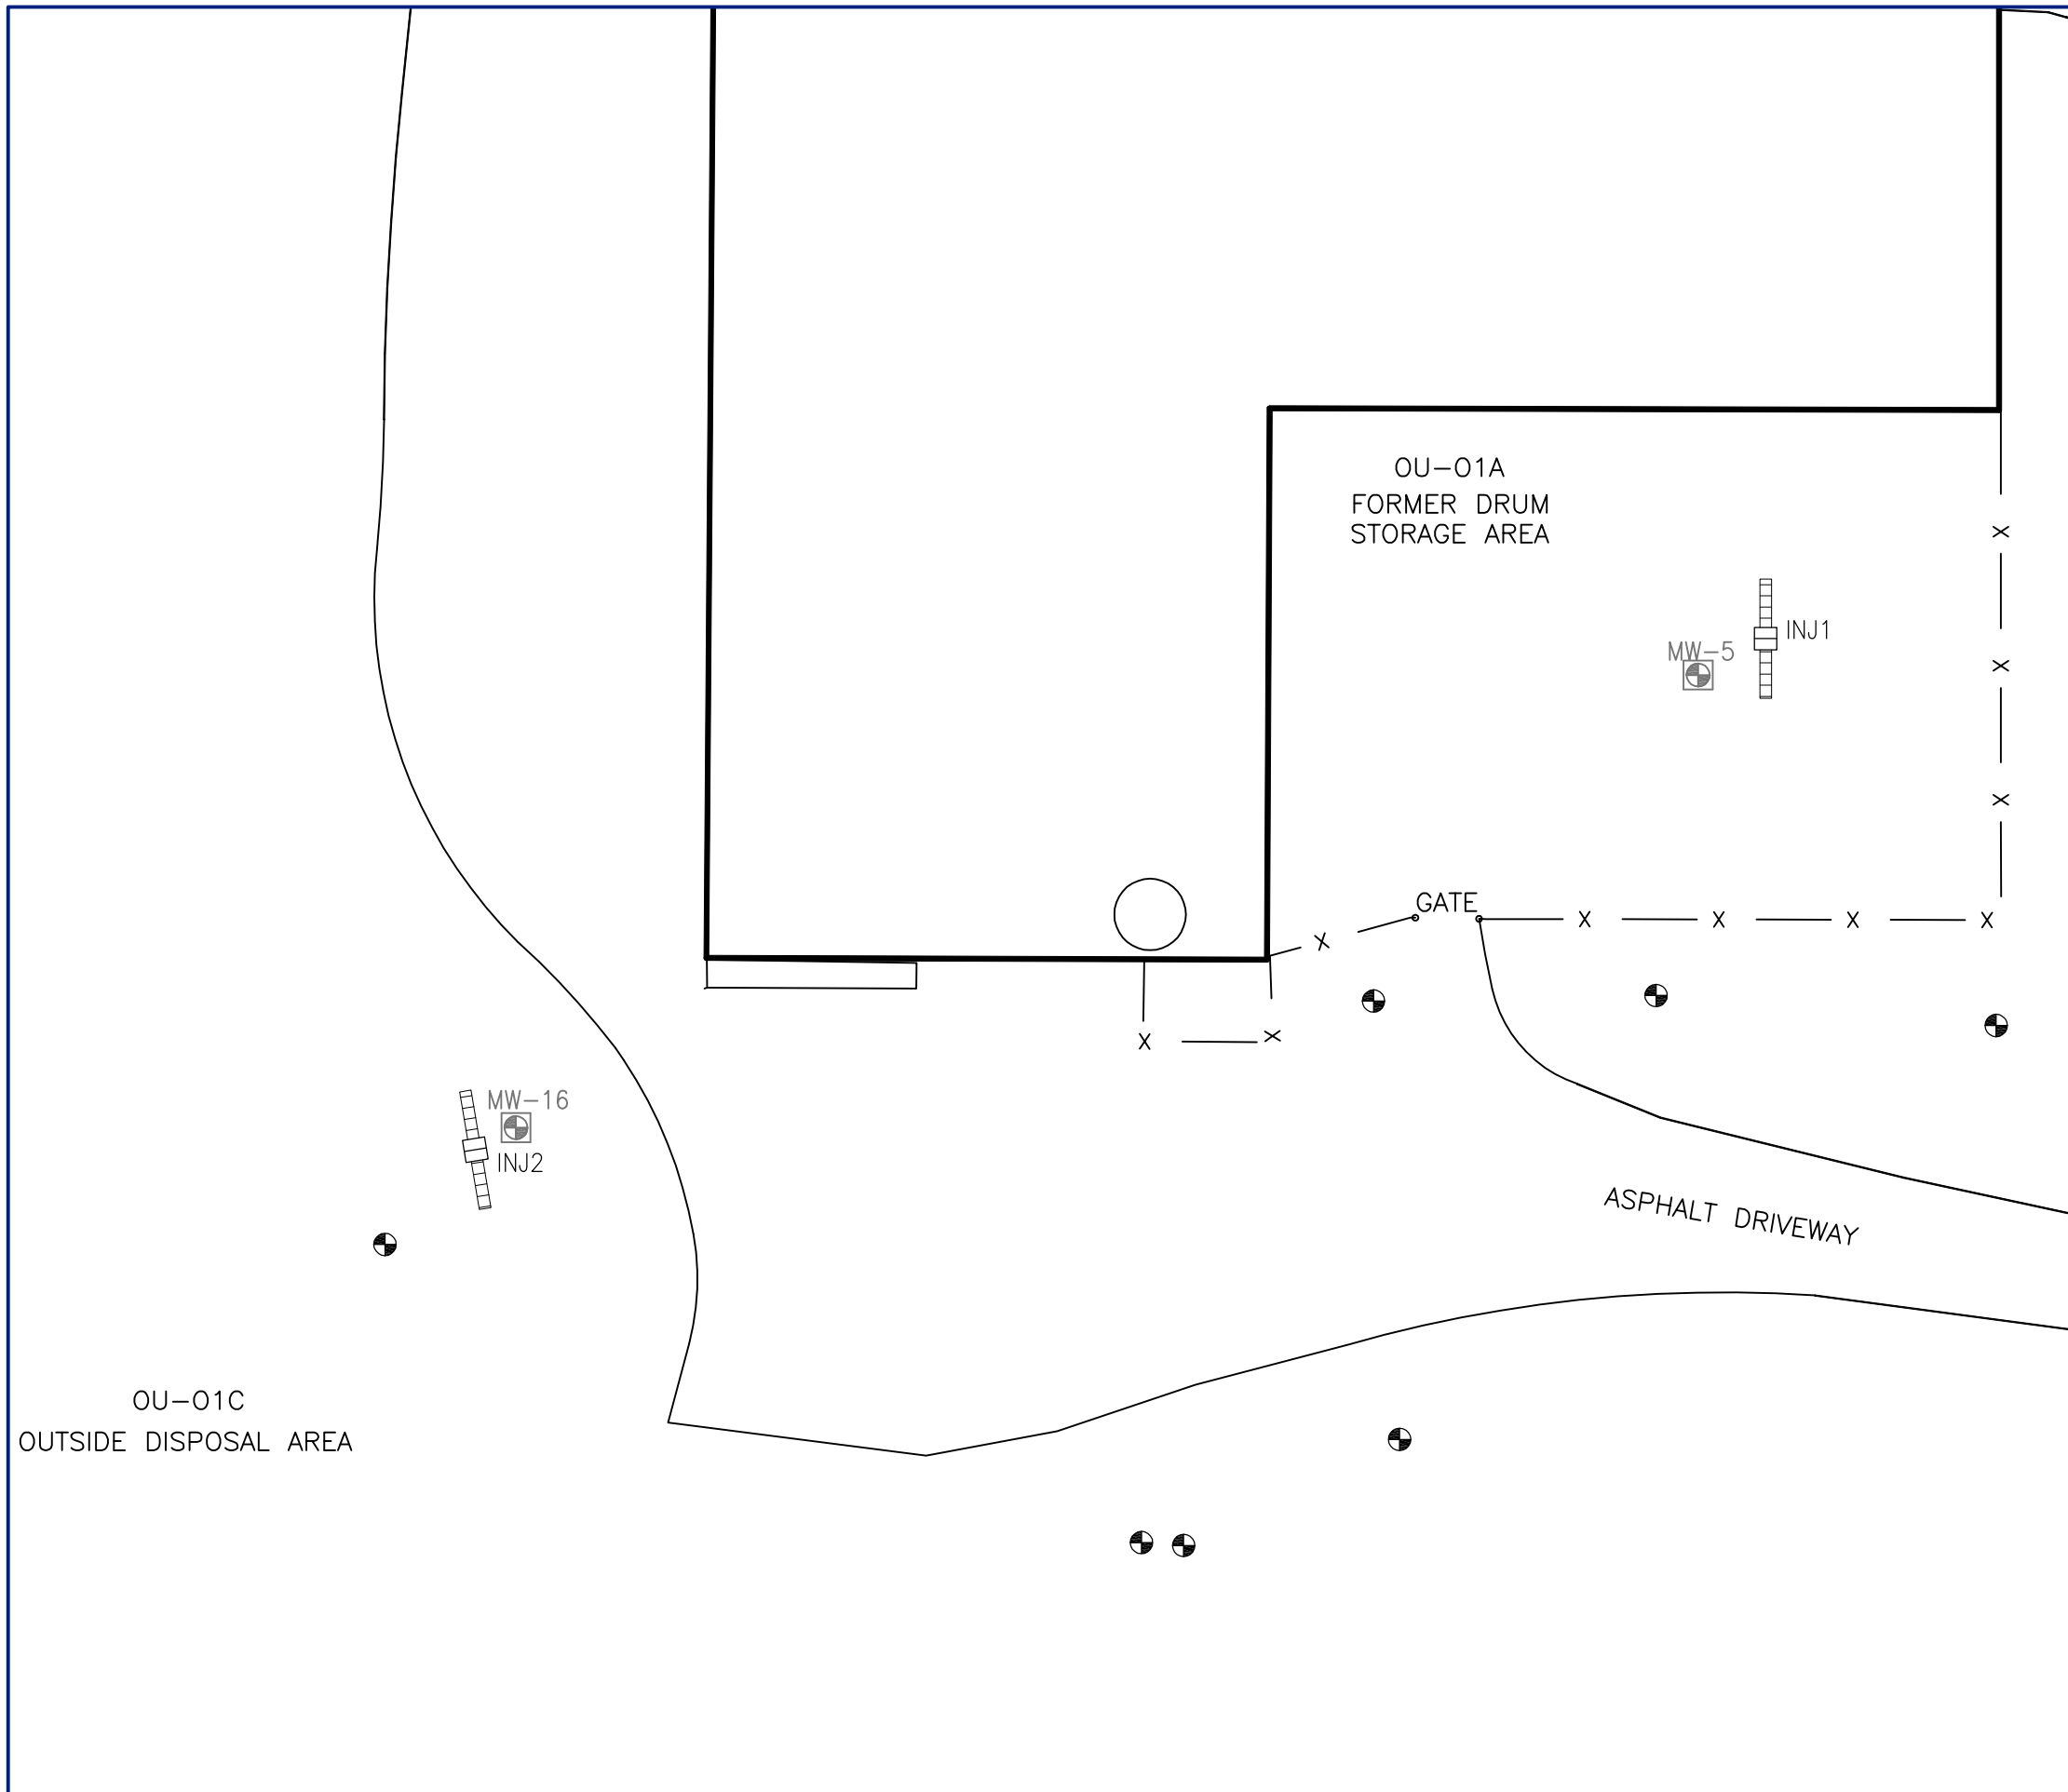 OU-01A
FORMER DRUM
STORAGE AREA
INJ1
MW-5
GATE
MW-16
INJ2
ASPHALT DRIVEWAY
OU-01C
OUTSIDE DISPOSAL AREA